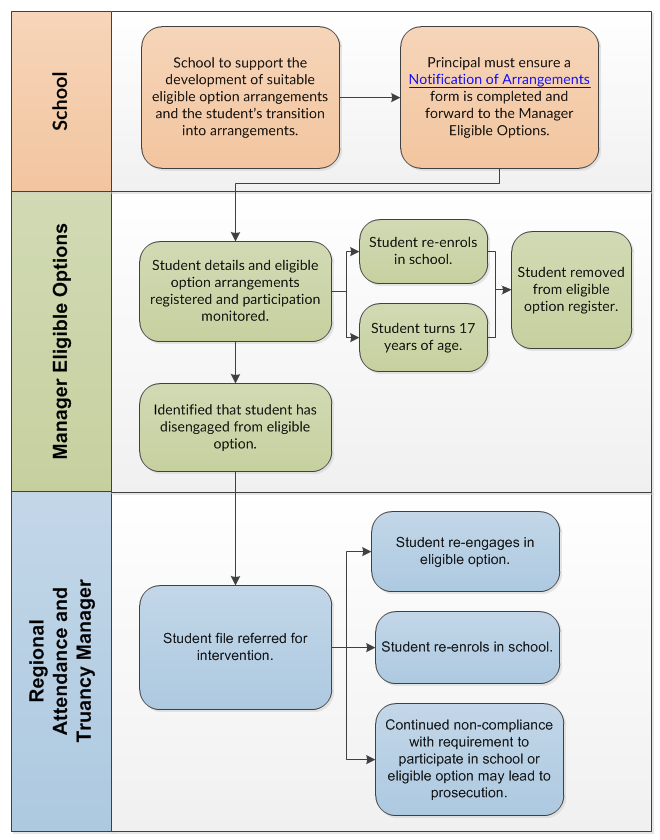 School
School to support the
development of suitable
eligible option arrangements
and the student's transition
into arrangements.
Principal must ensure a
Notification of Arrangements
form is completed and
forward to the Manager
Eligible Options.
Manager Eligible Options
Student details and eligible
option arrangements
registered and participation
monitored.
Student re-enrols
in school.
Student turns 17
years of age.
Student removed
from eligible
option register.
Identified that student has
disengaged from eligible
option.
Regional
Attendance and
Truancy Manager
Student file referred for
intervention.
Student re-engages in
eligible option.
Student re-enrols in school.
Continued non-compliance
with requirement to
participate in school or
eligible option may lead to
prosecution.